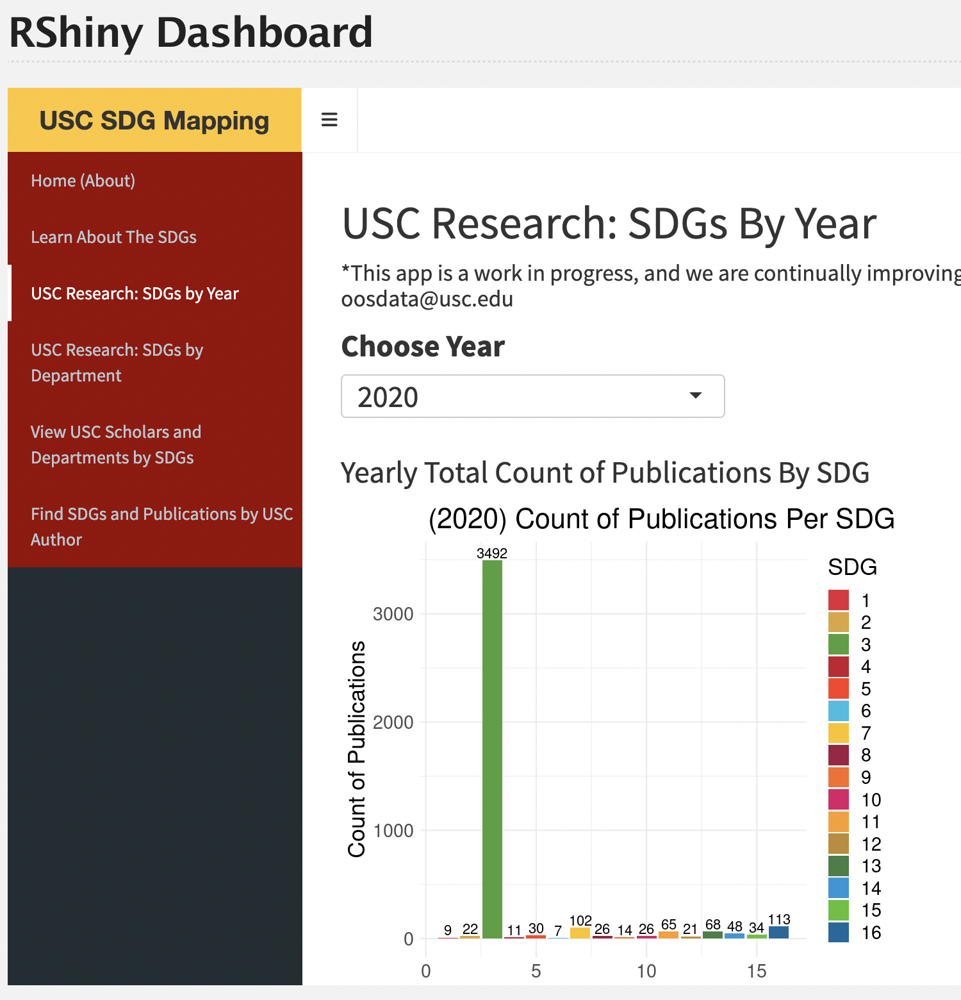 RShiny Dashboard
USC SDG Mapping
Home (About)
Learn About The SDGs
USC Research: SDGs by Year
USC Research: SDGs by
Department
View USC Scholars and
Departments by SDGs
Find SDGs and Publications by USC
Author
USC Research: SDGs By Year
*This app is a work in progress, and we are continually improving
oosdata@usc.edu
Choose Year
2020
Yearly Total Count of Publications By SDG
(2020) Count of Publications Per SDG
Count of Publications
3000
2000
1000
0
3492
9 22 11 30 7 102 26 14 26 65 21 68 48 34 113
0 5 10 15
SDG
1
2
3
4
5
6
7
8
9
10
11
12
13
14
15
16